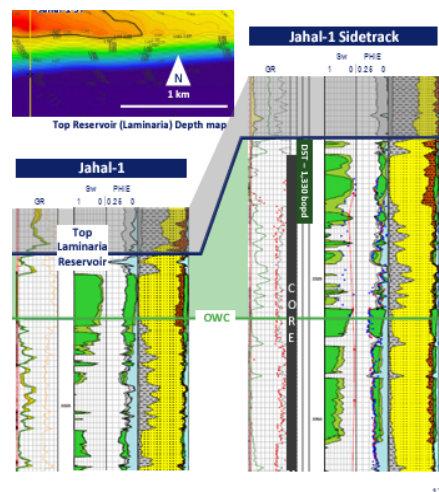 Jahal-1 Sidetrack
N
1 km
Top Reservoir (Laminaria) Depth map
Sw PHIE
GR 1 0 0.25 0
Jahal-1
Sw PHIE
GR 1 0 0.25 0
DST – 1,330 bopd
Top
Laminaria
Reservoir
CORE
OWC